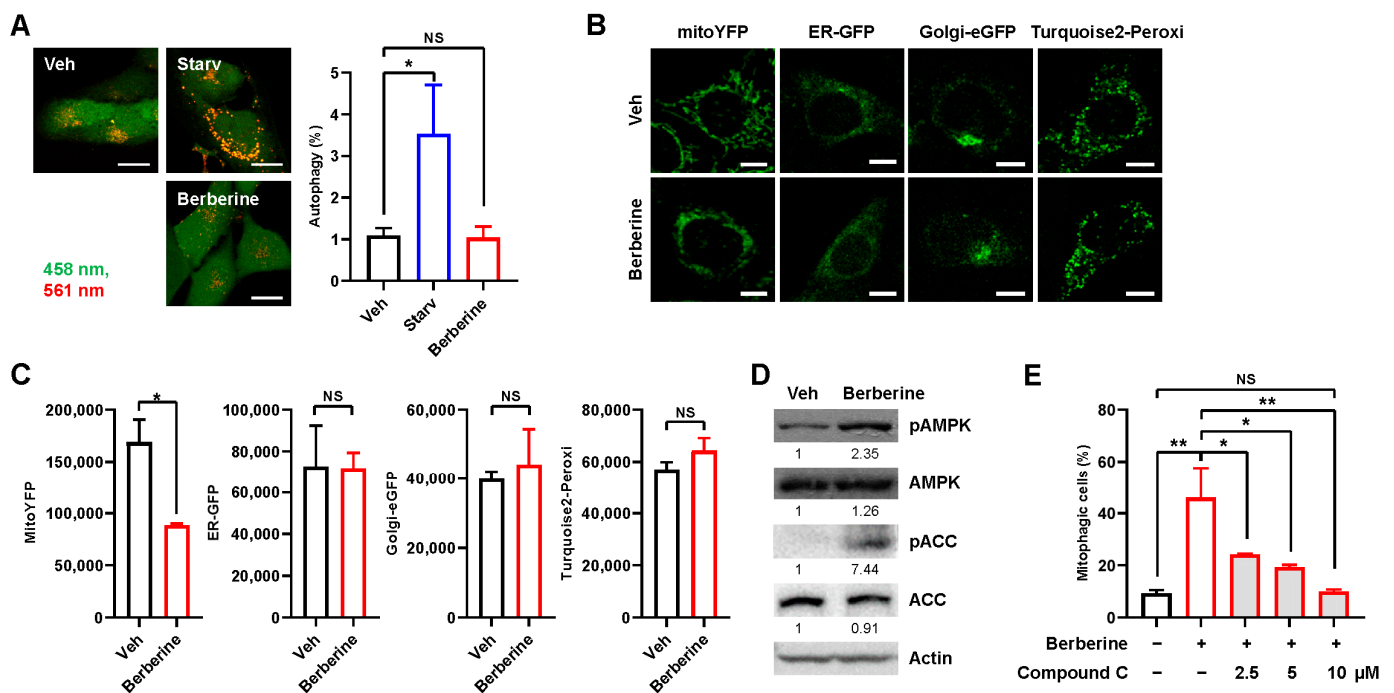 A
Veh
Starv
Berberine
458 nm,
561 nm
NS
*
5
4
3
2
1
0
Autophagy (%)
Veh
Starv
Berberine
B
mitoYFP
ER-GFP
Golgi-eGFP
Turquoise2-Peroxi
Veh
Berberine
C
*
200,000
150,000
100,000
50,000
0
MitoYFP
Veh
Berberine
NS
100,000
80,000
60,000
40,000
20,000
0
ER-GFP
Veh
Berberine
NS
60,000
40,000
20,000
0
Golgi-eGFP
Veh
Berberine
NS
80,000
60,000
40,000
20,000
0
Turquoise2-Peroxi
Veh
Berberine
D
Veh Berberine
pAMPK
1 2.35
AMPK
1 1.26
pACC
1 7.44
ACC
1 0.91
Actin
E
NS
**
*
** *
80
60
40
20
0
Mitophagic cells (%)
Berberine − + + + +
Compound C − − 2.5 5 10 µM